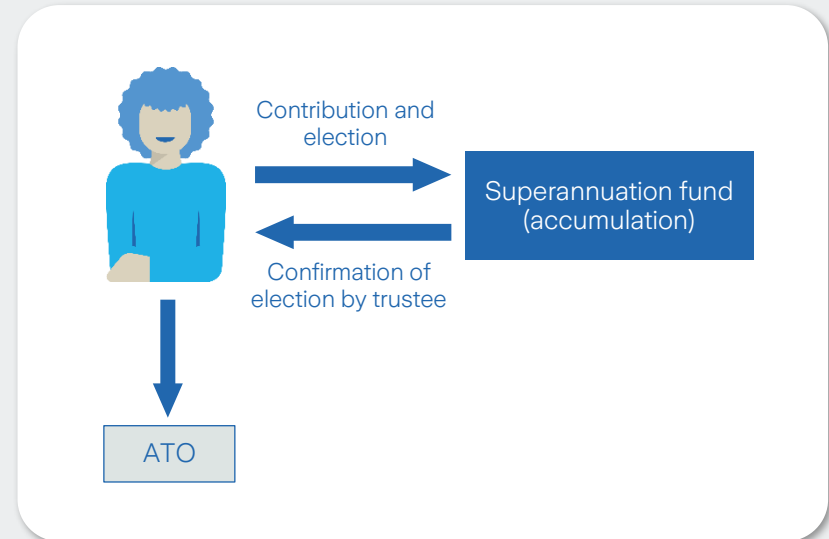 Contribution and
election
Superannuation fund
(accumulation)
Confirmation of
election by trustee
ATO